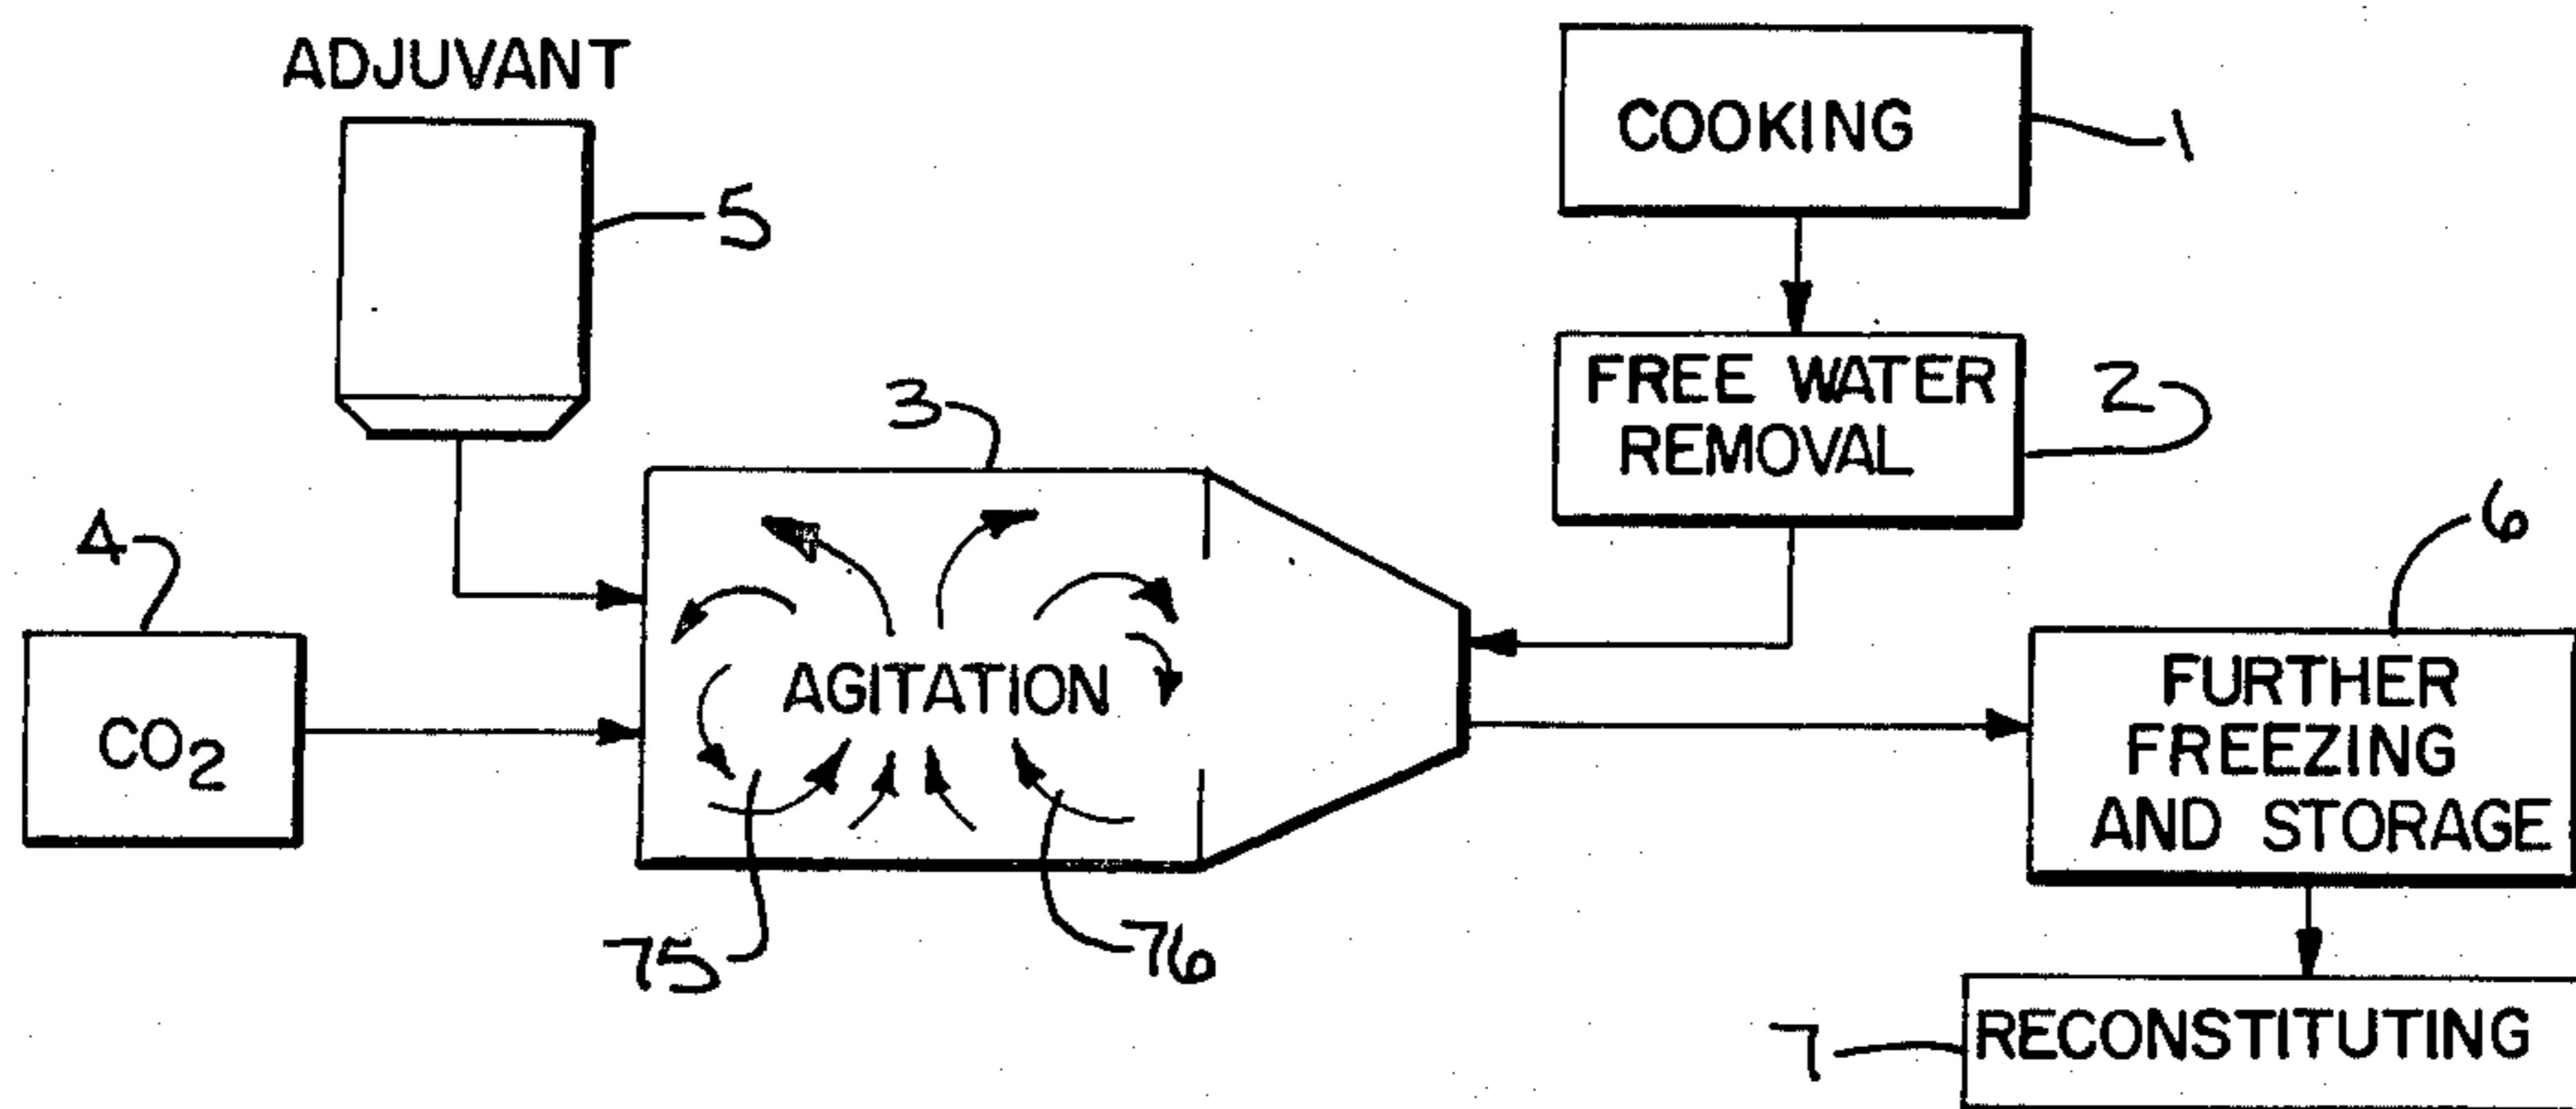 ADJUVANT
5
COOKING
1
FREE WATER
REMOVAL
2
3
4
CO2
AGITATION
75
76
6
FURTHER
FREEZING
AND STORAGE
7
RECONSTITUTING